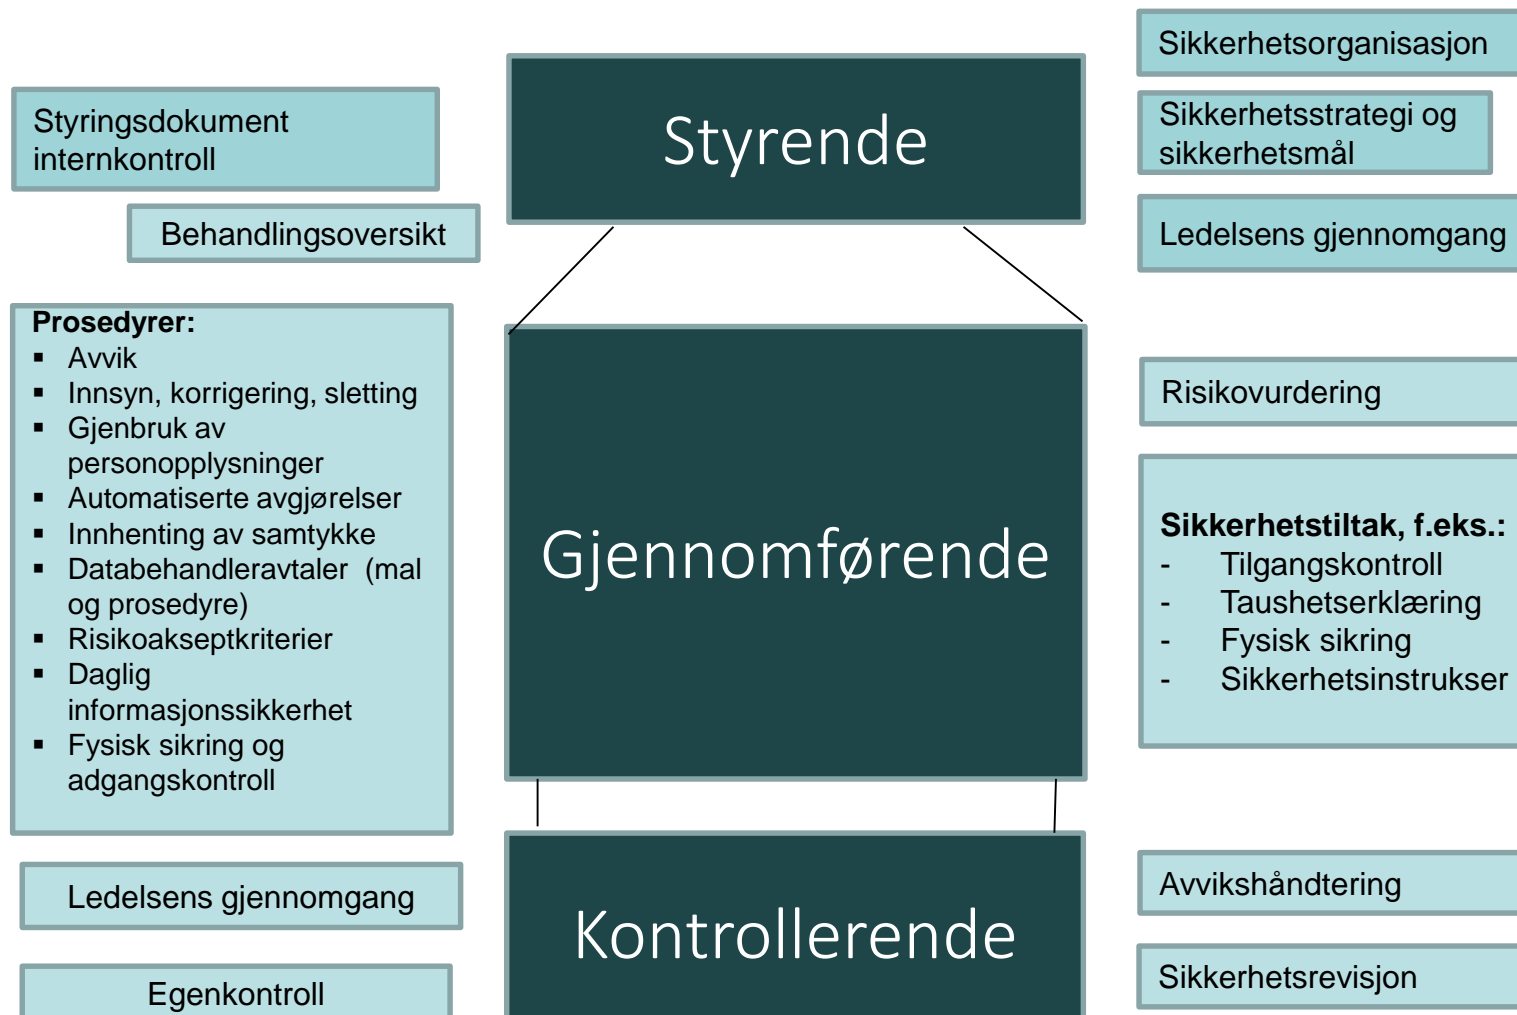 Styringsdokument
internkontroll
Behandlingsoversikt
Styrende
Sikkerhetsorganisasjon
Sikkerhetsstrategi og
sikkerhetsmål
Ledelsens gjennomgang
Prosedyrer:
▪ Avvik
▪ Innsyn, korrigering, sletting
▪ Gjenbruk av
personopplysninger
▪ Automatiserte avgjørelser
▪ Innhenting av samtykke
▪ Databehandleravtaler (mal
og prosedyre)
▪ Risikoakseptkriterier
▪ Daglig
informasjonssikkerhet
▪ Fysisk sikring og
adgangskontroll
Gjennomførende
Risikovurdering
Sikkerhetstiltak, f.eks.:
- Tilgangskontroll
- Taushetserklæring
- Fysisk sikring
- Sikkerhetsinstrukser
Ledelsens gjennomgang
Egenkontroll
Kontrollerende
Avvikshåndtering
Sikkerhetsrevisjon